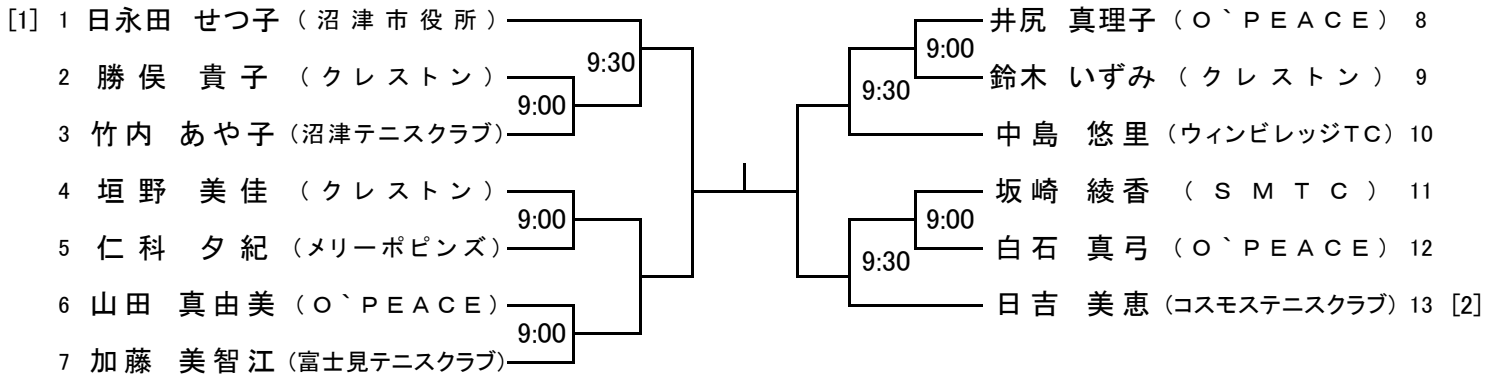 [1] 1 日永田 せつ子 (沼津市役所)
9:30
2 勝俣 貴子 (クレストン)
9:00
3 竹内 あや子 (沼津テニスクラブ)
4 垣野 美佳 (クレストン)
9:00
5 仁科 夕紀 (メリーポピンズ)
6 山田 真由美 (O`PEACE)
9:00
7 加藤 美智江 (富士見テニスクラブ)
井尻 真理子 (O`PEACE) 8
9:00
鈴木 いずみ (クレストン) 9
9:30
中島 悠里 (ウィンビレッジTC) 10
坂崎 綾香 (SMTC) 11
9:00
白石 真弓 (O`PEACE) 12
9:30
日吉 美恵 (コスモステニスクラブ) 13 [2]